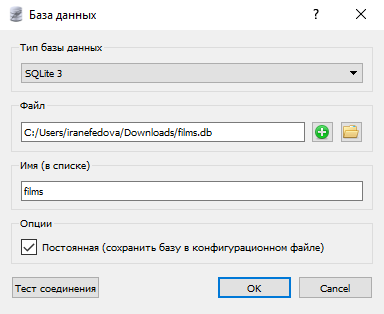 База данных
?
Тип базы данных
SQLite 3
Файл
C:/Users/iranefedova/Downloads/films.db
Имя (в списке)
films
Опции
Постоянная (сохранить базу в конфигурационном файле)
Тест соединения
OK
Cancel